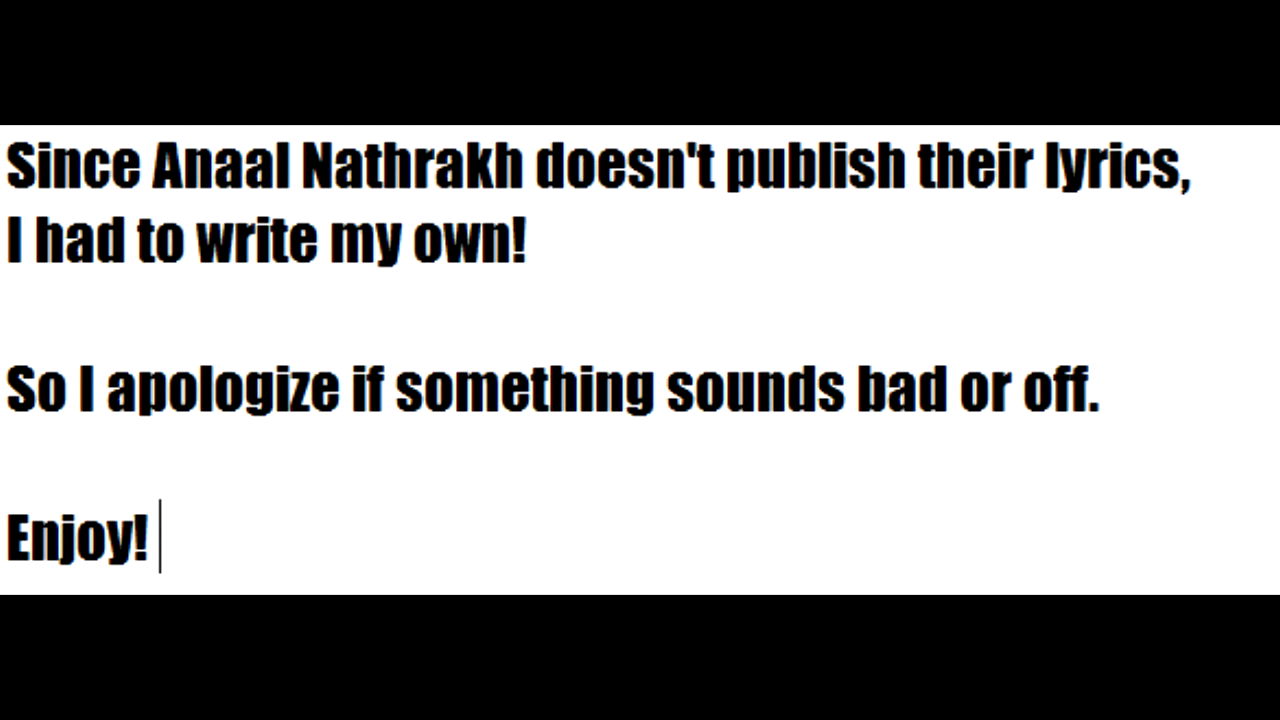 Since Anaal Nathrakh doesn't publish their lyrics,
I had to write my own!
So I apologize if something sounds bad or off.
Enjoy!